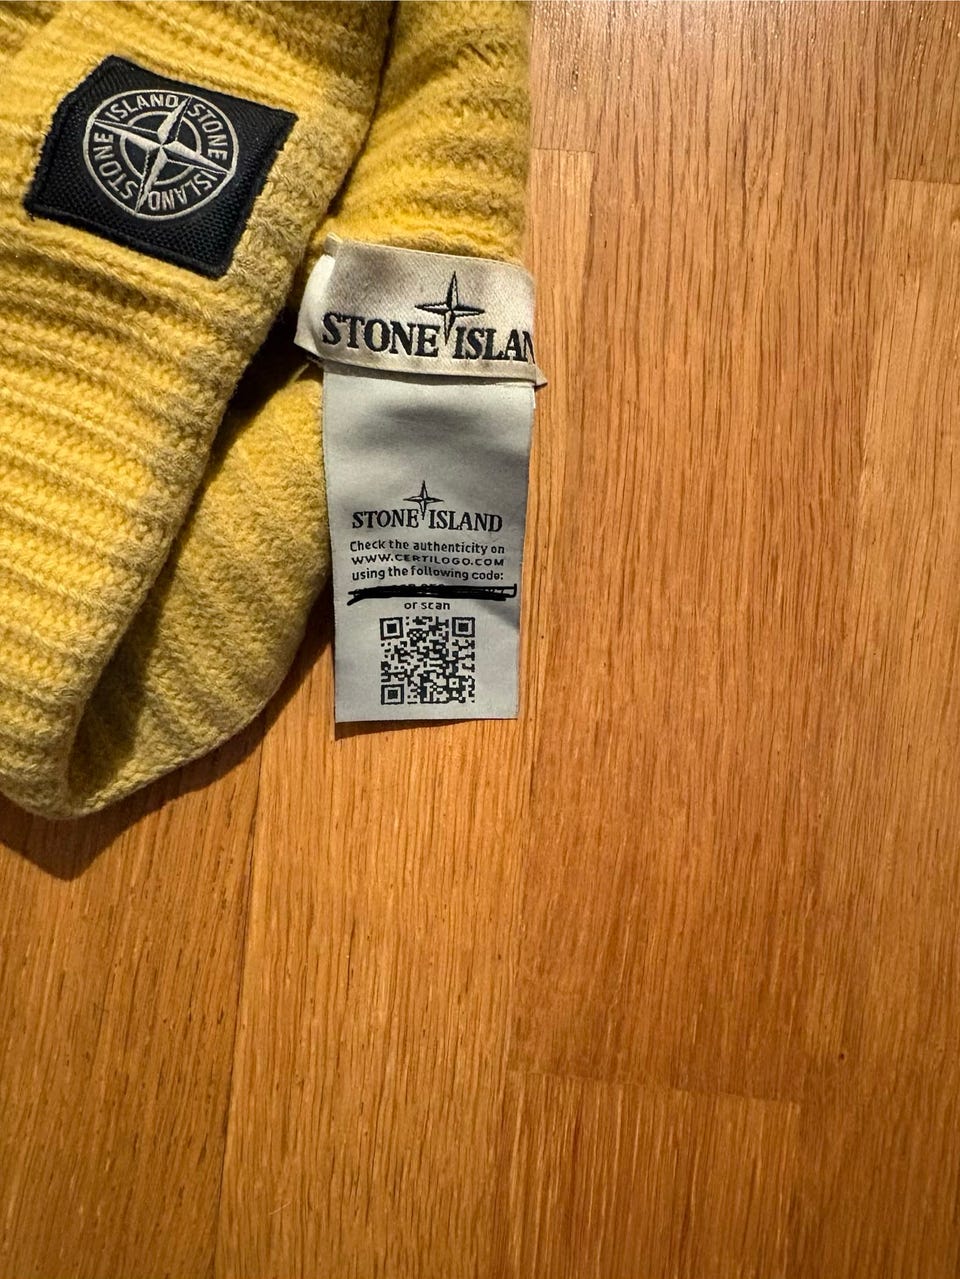 ISLAND STONE
STONE ISLAND
STONE ISLAN
STONE ISLAND
Check the authenticity on
WWW.CERTILOGO.COM
using the following code:
or scan